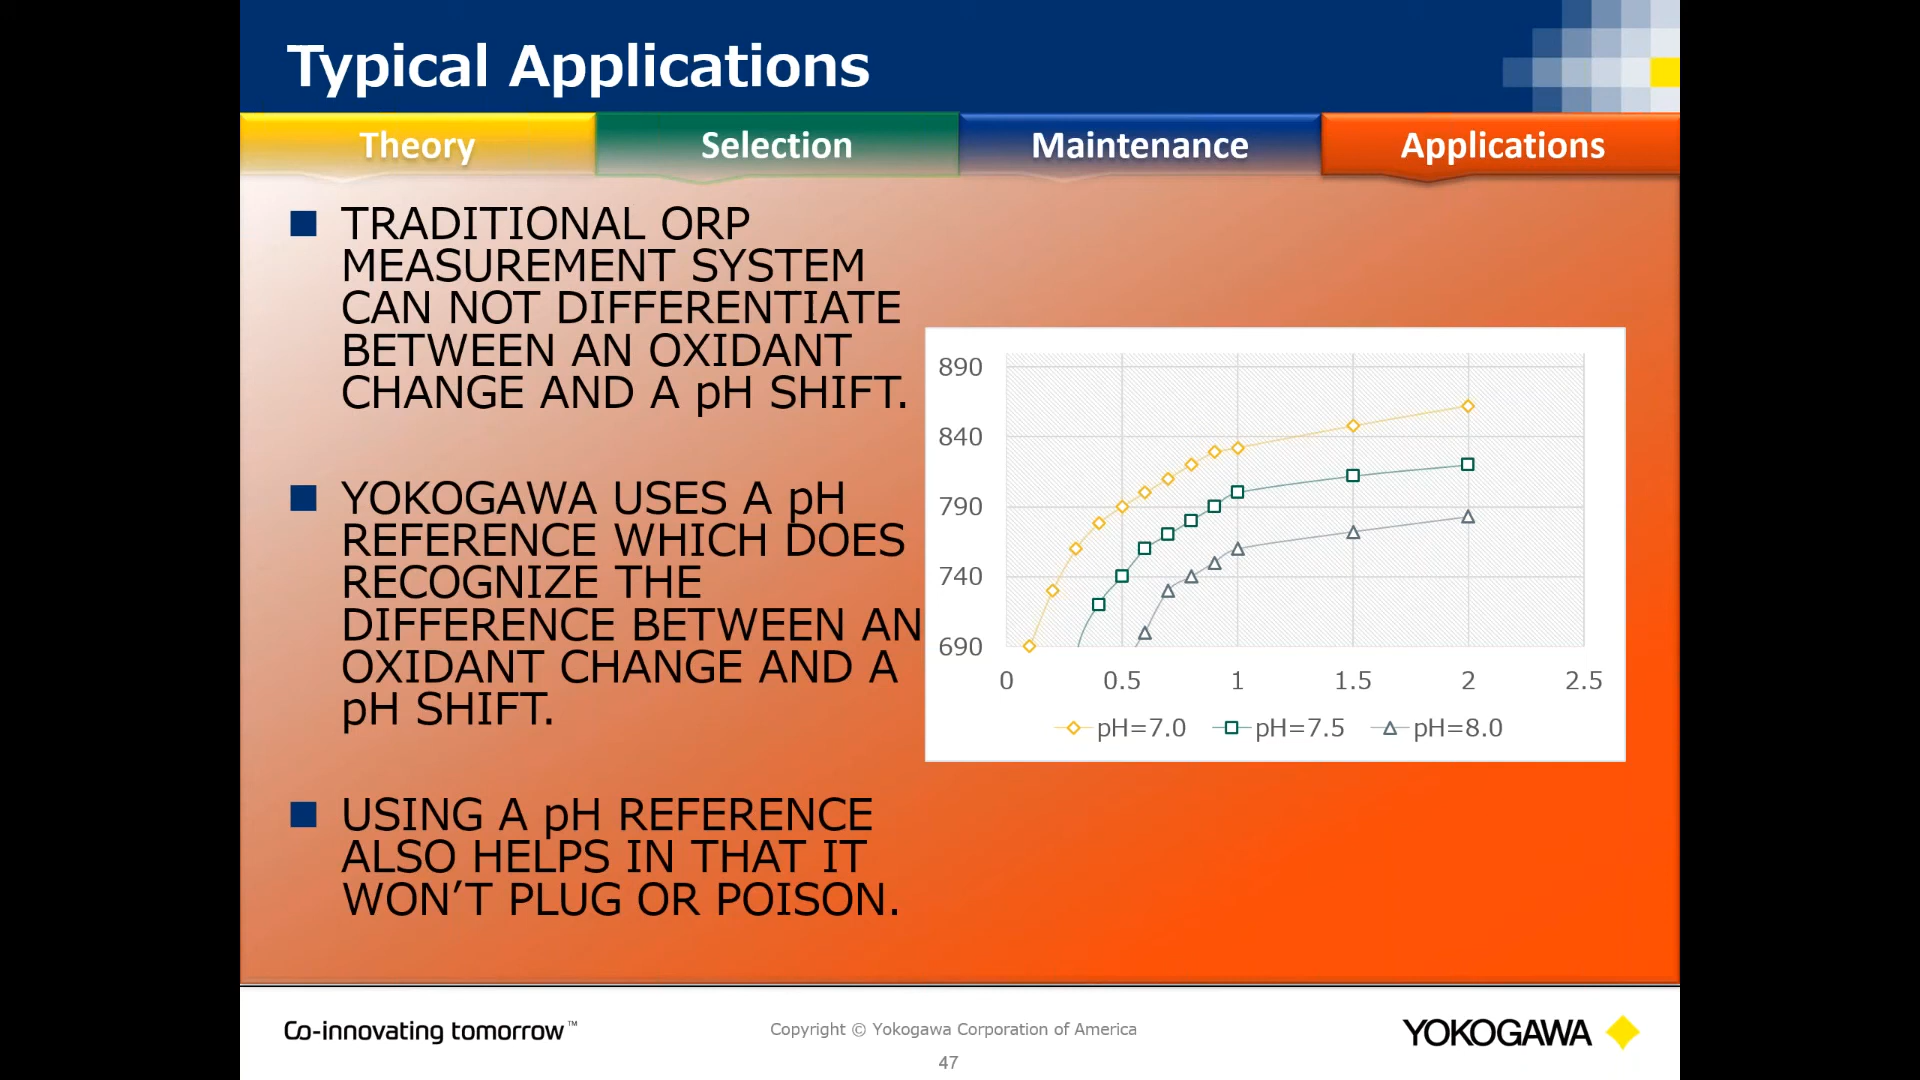 Typical Applications
Theory
Selection
Maintenance
Applications
TRADITIONAL ORP
MEASUREMENT SYSTEM
CAN NOT DIFFERENTIATE
BETWEEN AN OXIDANT
CHANGE AND A pH SHIFT.
YOKOGAWA USES A pH
REFERENCE WHICH DOES
RECOGNIZE THE
DIFFERENCE BETWEEN AN
OXIDANT CHANGE AND A
pH SHIFT.
USING A pH REFERENCE
ALSO HELPS IN THAT IT
WON’T PLUG OR POISON.
890
840
790
740
690
0 0.5 1 1.5 2 2.5
pH=7.0 pH=7.5 pH=8.0
Co-innovating tomorrow™
Copyright © Yokogawa Corporation of America
47
YOKOGAWA